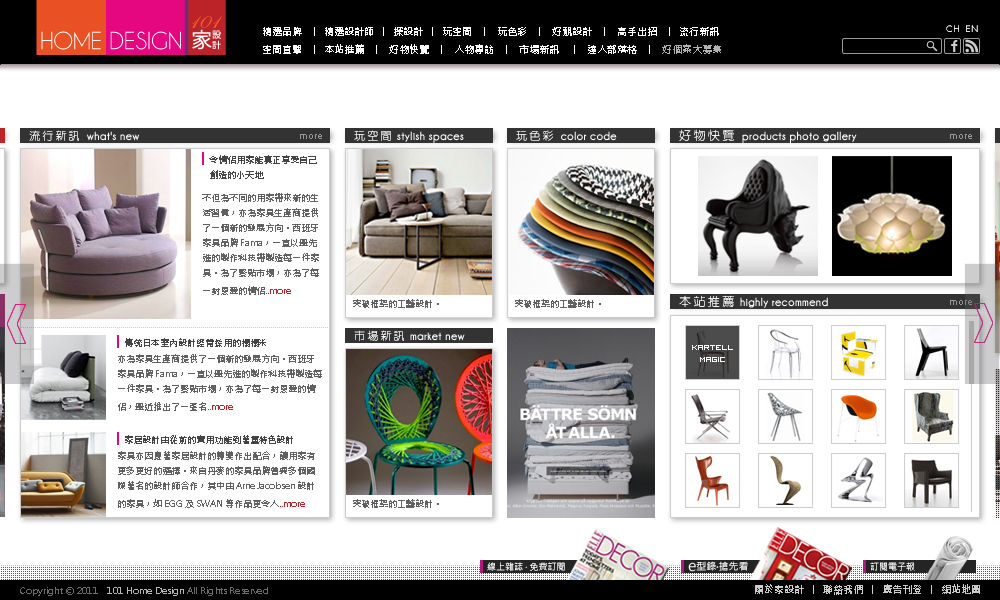 HOME DESIGN 101 家 設計
精選品牌 | 精選設計師 | 探設計 | 玩空間 | 玩色彩 | 好靚設計 | 高手出招 | 流行新訊
空間直擊 | 本站推薦 | 好物快覽 | 人物專訪 | 市場新訊 | 達人部落格 | 好個案大募集
CH EN
流行新訊 what's new more
令情侶用家能真正享受自己
創造的小天地
不但為不同的用家帶來新的生
活習慣，亦為家具生產商提供
了一個新的發展方向。西班牙
家具品牌 Fama，一直以最先
進的製作科技帶製造每一件家
具。為了緊貼市場，亦為了每
一對恩愛的情侶..more
傳統日本室內設計經常採用的榻榻米
亦為家具生產商提供了一個新的發展方向。西班牙
家具品牌 Fama，一直以最先進的製作科技帶製造每
一件家具。為了緊貼市場，亦為了每一對恩愛的情
侶，最近推出了一張名..more
家居設計由從前的實用功能到著重特色設計
家具亦因應著家居設計的轉變作出配合，讓用家有
更多更好的選擇。來自丹麥的家具品牌曾與多個國
際著名的設計師合作，其中由 Arne Jacobsen 設計
的家具，如 EGG 及 SWAN 等作品更令人..more
玩空間 stylish spaces
突破框架的工藝設計。
玩色彩 color code
突破框架的工藝設計。
市場新訊 market new
突破框架的工藝設計。
BÄTTRE SÖMN
ÅT ALLA.
好物快覽 products photo gallery more
本站推薦 highly recommend more
KARTELL
MAGIC
線上雜誌‧免費訂閱
DECOR
e型錄‧搶先看
DECOR
訂閱電子報
Copyright © 2011 101 Home Design All Rights Reserved
關於家設計 | 聯絡我們 | 廣告刊登 | 網站地圖